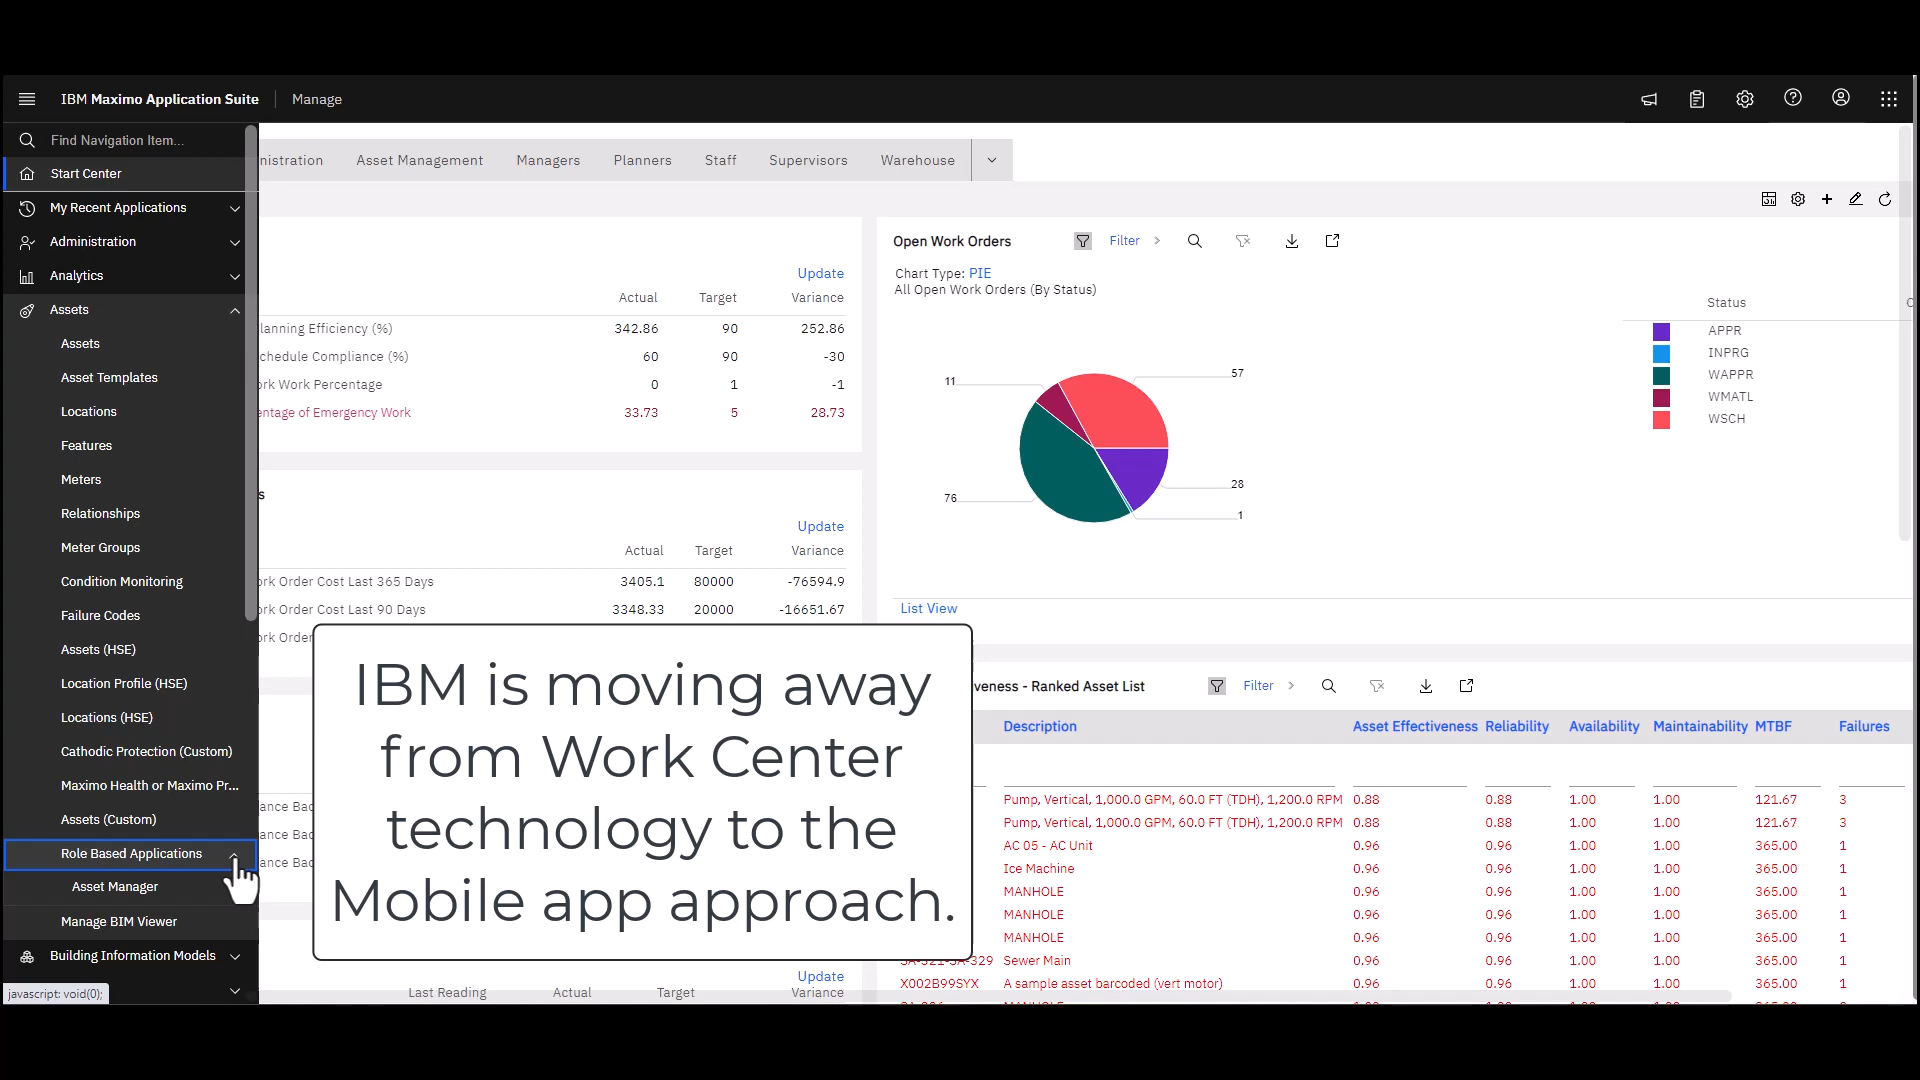 IBM Maximo Application Suite Manage
Find Navigation Item...
Start Center
My Recent Applications
Administration
Analytics
Assets
Assets
Asset Templates
Locations
Features
Meters
Relationships
Meter Groups
Condition Monitoring
Failure Codes
Assets (HSE)
Location Profile (HSE)
Locations (HSE)
Cathodic Protection (Custom)
Maximo Health or Maximo Pr...
Assets (Custom)
Role Based Applications
Asset Manager
Manage BIM Viewer
Building Information Models
javascript: void(0);
nistration Asset Management Managers Planners Staff Supervisors Warehouse
Update
Actual Target Variance
lanning Efficiency (%) 342.86 90 252.86
chedule Compliance (%) 60 90 -30
ork Work Percentage 0 1 -1
entage of Emergency Work 33.73 5 28.73
s
Update
Actual Target Variance
ork Order Cost Last 365 Days 3405.1 80000 -76594.9
ork Order Cost Last 90 Days 3348.33 20000 -16651.67
ork Order
ance Bac
ance Bac
ance Bac
Update
Last Reading Actual Target Variance
IBM is moving away
from Work Center
technology to the
Mobile app approach.
Open Work Orders Filter
Chart Type: PIE
All Open Work Orders (By Status)
11
57
76
28
1
Status
APPR
INPRG
WAPPR
WMATL
WSCH
List View
veness - Ranked Asset List Filter
Description Asset Effectiveness Reliability Availability Maintainability MTBF Failures
Pump, Vertical, 1,000.0 GPM, 60.0 FT (TDH), 1,200.0 RPM 0.88 0.88 1.00 1.00 121.67 3
Pump, Vertical, 1,000.0 GPM, 60.0 FT (TDH), 1,200.0 RPM 0.88 0.88 1.00 1.00 121.67 3
AC 05 - AC Unit 0.96 0.96 1.00 1.00 365.00 1
Ice Machine 0.96 0.96 1.00 1.00 365.00 1
MANHOLE 0.96 0.96 1.00 1.00 365.00 1
MANHOLE 0.96 0.96 1.00 1.00 365.00 1
MANHOLE 0.96 0.96 1.00 1.00 365.00 1
SA-321-SA-329 Sewer Main 0.96 0.96 1.00 1.00 365.00 1
X002B99SYX A sample asset barcoded (vert motor) 0.96 0.96 1.00 1.00 365.00 1